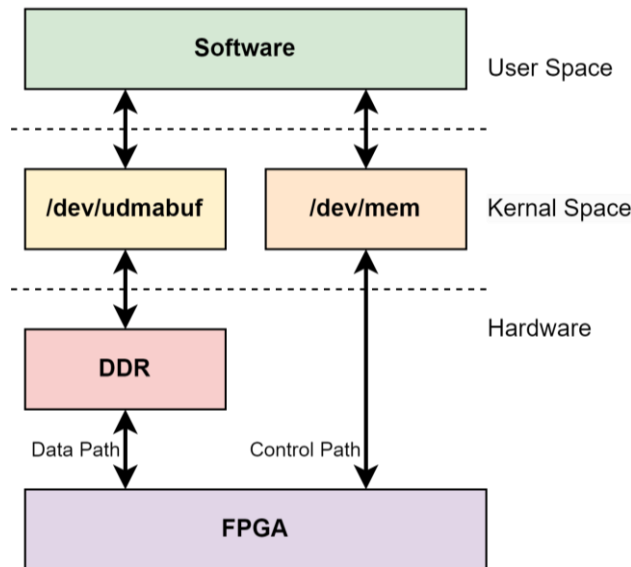 Software
User Space
/dev/udmabuf
/dev/mem
Kernal Space
Hardware
DDR
Data Path
Control Path
FPGA